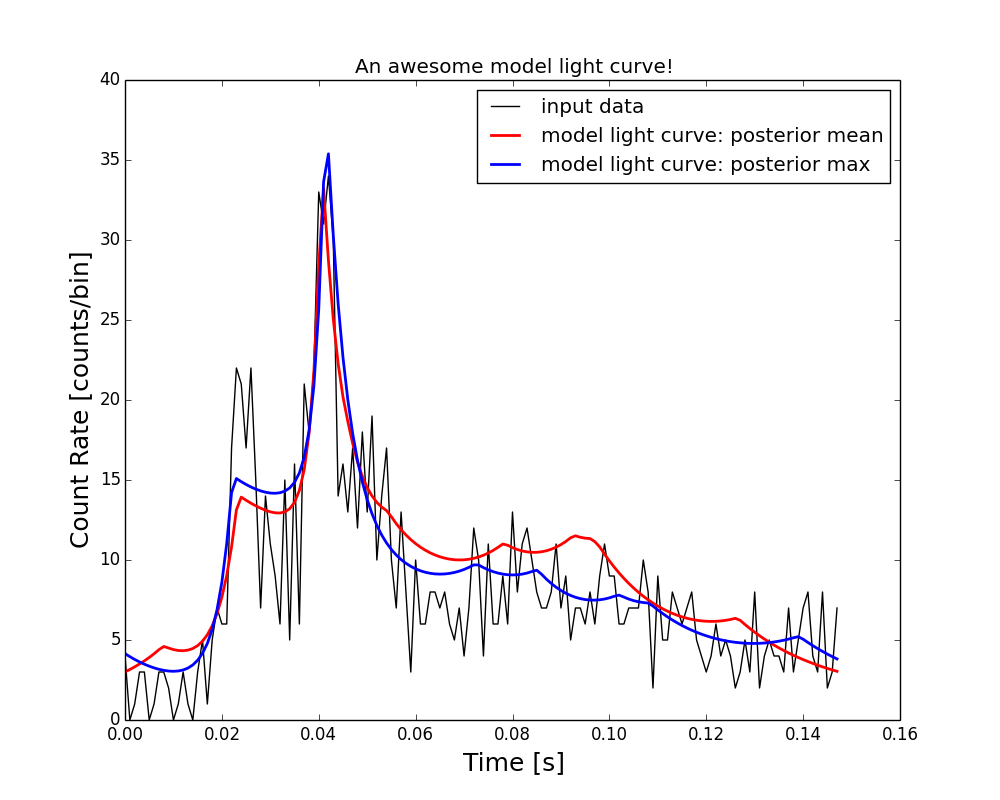 An awesome model light curve!
input data
model light curve: posterior mean
model light curve: posterior max
Count Rate [counts/bin]
40
35
30
25
20
15
10
5
0
0.00 0.02 0.04 0.06 0.08 0.10 0.12 0.14 0.16
Time [s]